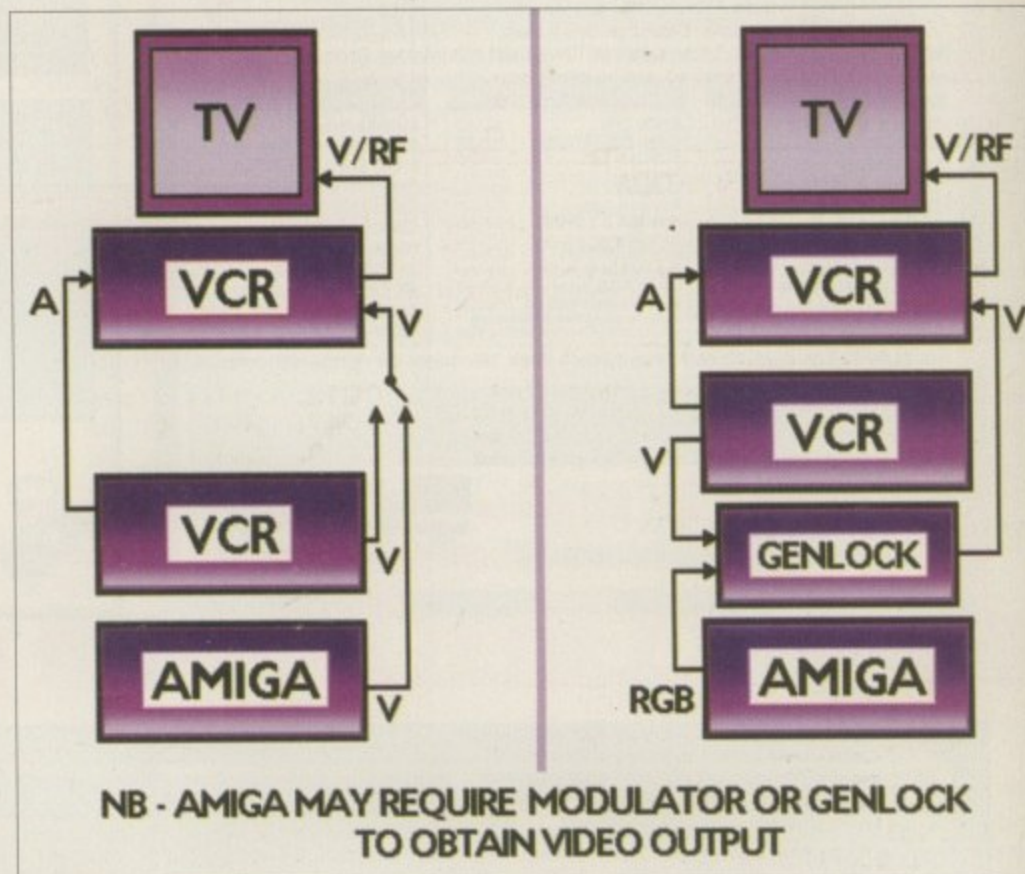 TV
V/RF
VCR
A
V
VCR
V
AMIGA
V
TV
V/RF
VCR
A
V
VCR
V
GENLOCK
RGB
AMIGA
NB - AMIGA MAY REQUIRE MODULATOR OR GENLOCK
TO OBTAIN VIDEO OUTPUT